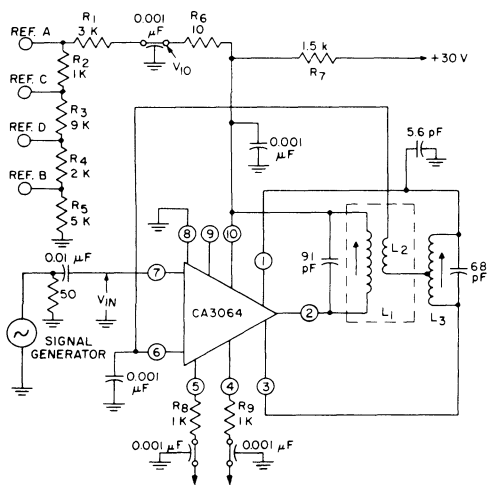 REF. A
R1
3 K
0.001
μF
R6
10
V10
1.5 k
R7
+30 V
R2
1K
REF. C
R3
9 K
REF. D
R4
2 K
REF. B
R5
5 K
0.001
μF
5.6 pF
0.01 μF
50
VIN
SIGNAL
GENERATOR
8
9
10
1
7
6
CA3064
2
5
4
3
91
pF
L2
L1
L3
68
pF
0.001
μF
R8
1 K
R9
1K
0.001 μF
0.001 μF